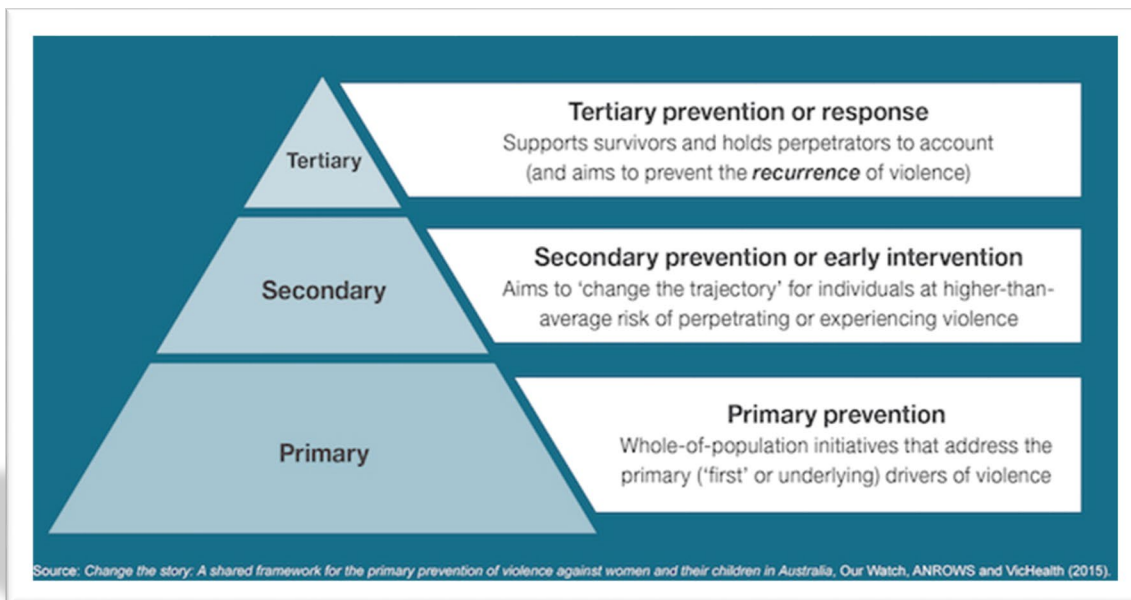 Tertiary
Tertiary prevention or response
Supports survivors and holds perpetrators to account
(and aims to prevent the recurrence of violence)
Secondary
Secondary prevention or early intervention
Aims to ‘change the trajectory’ for individuals at higher-than-
average risk of perpetrating or experiencing violence
Primary
Primary prevention
Whole-of-population initiatives that address the
primary (‘first’ or underlying) drivers of violence
Source: Change the story: A shared framework for the primary prevention of violence against women and their children in Australia, Our Watch, ANROWS and VicHealth (2015).